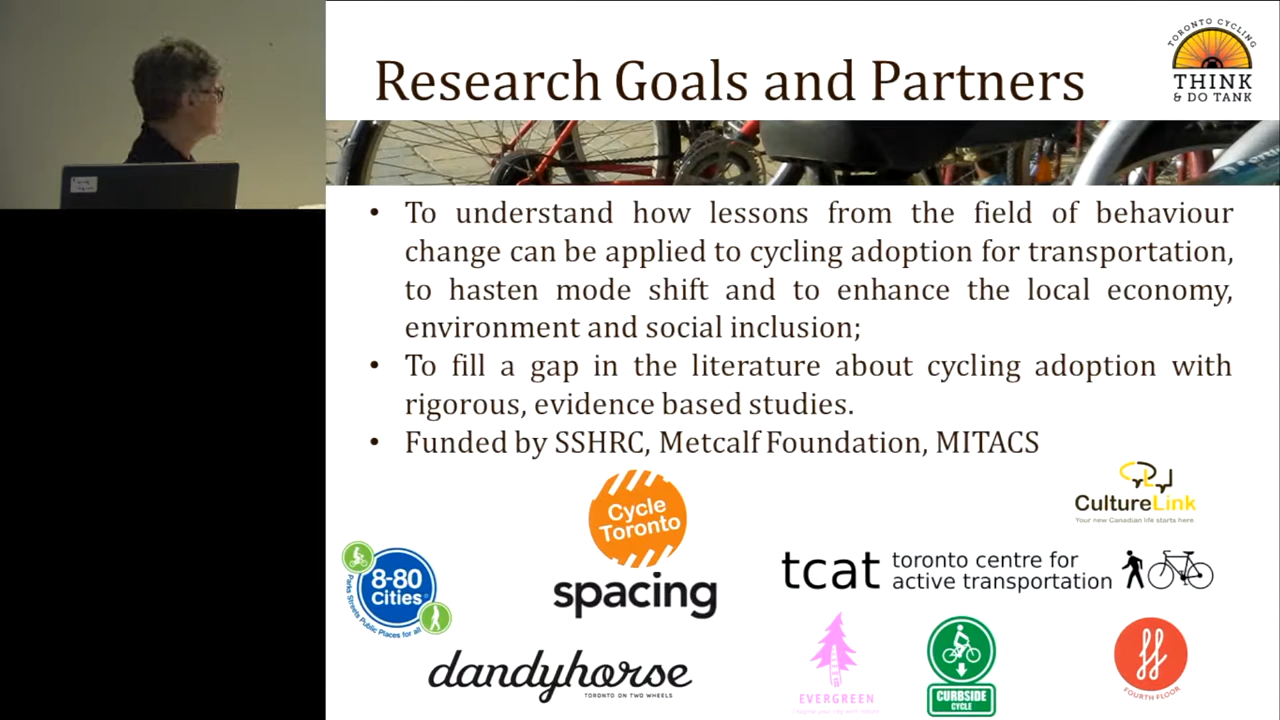 Research Goals and Partners
TORONTO CYCLING
THINK
& DO TANK
• To understand how lessons from the field of behaviour
change can be applied to cycling adoption for transportation,
to hasten mode shift and to enhance the local economy,
environment and social inclusion;
• To fill a gap in the literature about cycling adoption with
rigorous, evidence based studies.
• Funded by SSHRC, Metcalf Foundation, MITACS
Cycle
Toronto
CultureLink
Your new Canadian life starts here
8-80
Cities
Parks Streets Public Places for all
spacing
tcat
toronto centre for
active transportation
dandyhorse
TORONTO ON TWO WHEELS
EVERGREEN
CURBSIDE
CYCLE
ff
FOURTH FLOOR